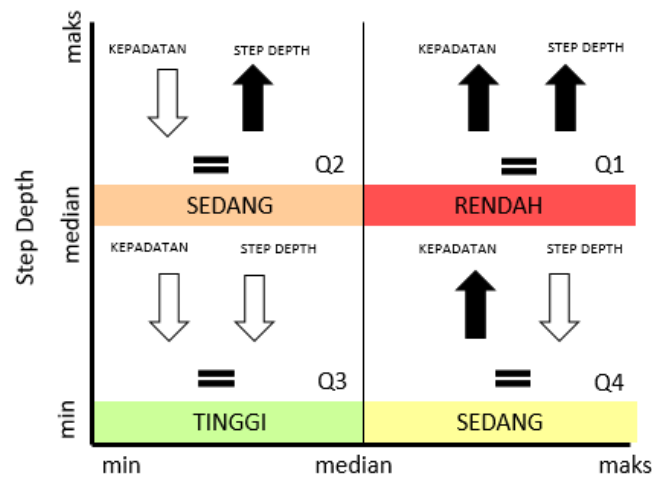 maks
KEPADATAN STEP DEPTH
KEPADATAN STEP DEPTH
Q2
Q1
SEDANG
RENDAH
Step Depth
median
KEPADATAN STEP DEPTH
KEPADATAN STEP DEPTH
Q3
Q4
min
TINGGI
SEDANG
min median maks